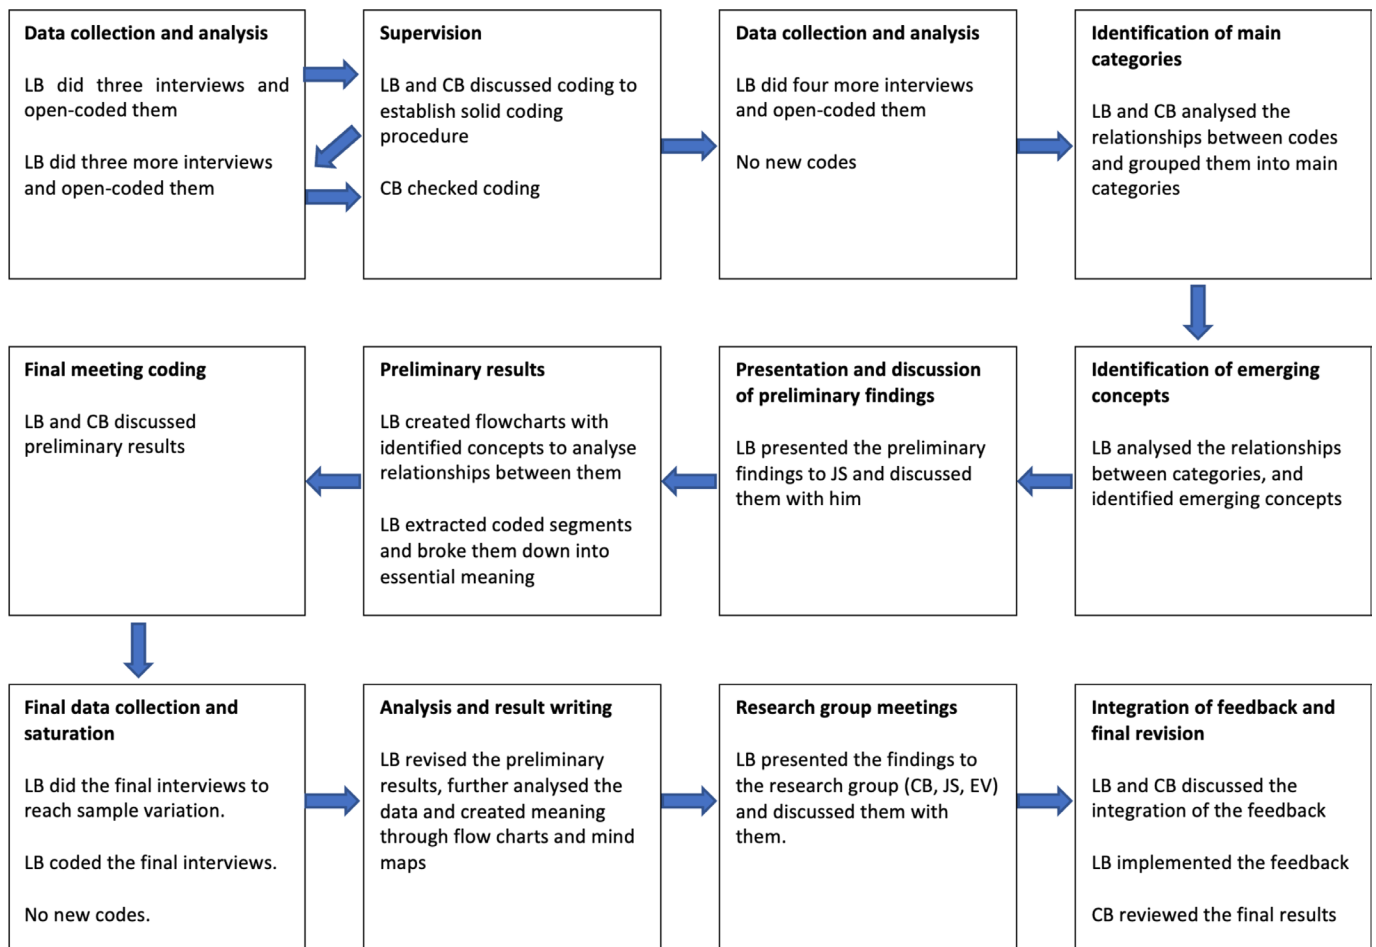 Data collection and analysis
LB did three interviews and
open-coded them
LB did three more interviews
and open-coded them
Supervision
LB and CB discussed coding to
establish solid coding
procedure
CB checked coding
Data collection and analysis
LB did four more interviews
and open-coded them
No new codes
Identification of main
categories
LB and CB analysed the
relationships between codes
and grouped them into main
categories
Identification of emerging
concepts
LB analysed the relationships
between categories, and
identified emerging concepts
Presentation and discussion
of preliminary findings
LB presented the preliminary
findings to JS and discussed
them with him
Preliminary results
LB created flowcharts with
identified concepts to analyse
relationships between them
LB extracted coded segments
and broke them down into
essential meaning
Final meeting coding
LB and CB discussed
preliminary results
Final data collection and
saturation
LB did the final interviews to
reach sample variation.
LB coded the final interviews.
No new codes.
Analysis and result writing
LB revised the preliminary
results, further analysed the
data and created meaning
through flow charts and mind
maps
Research group meetings
LB presented the findings to
the research group (CB, JS, EV)
and discussed them with
them.
Integration of feedback and
final revision
LB and CB discussed the
integration of the feedback
LB implemented the feedback
CB reviewed the final results